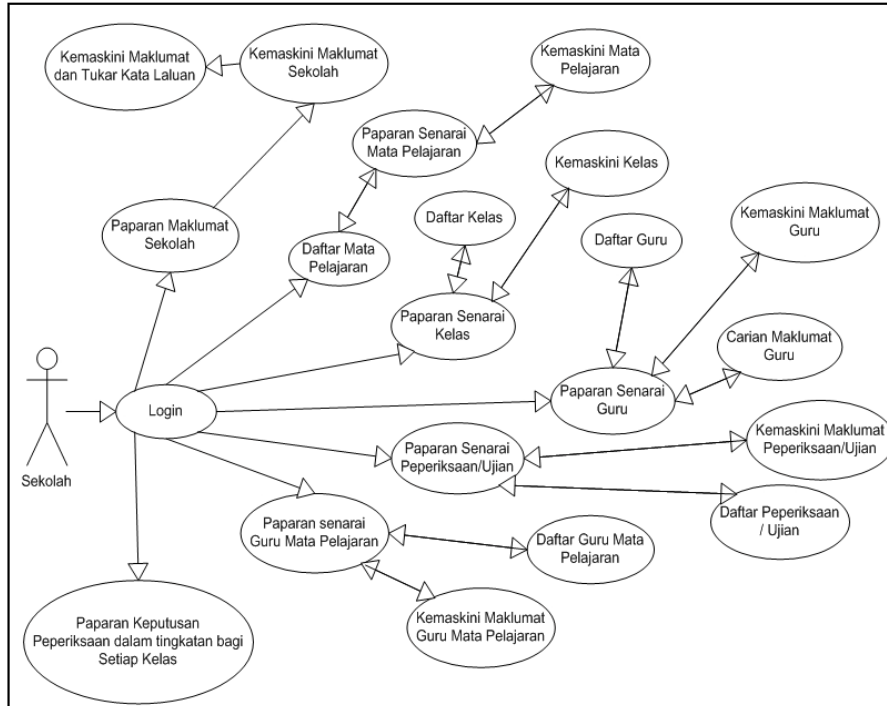 Kemaskini Maklumat
dan Tukar Kata Laluan
Kemaskini Maklumat
Sekolah
Kemaskini Mata
Pelajaran
Paparan Senarai
Mata Pelajaran
Kemaskini Kelas
Paparan Maklumat
Sekolah
Daftar Mata
Pelajaran
Daftar Kelas
Daftar Guru
Kemaskini Maklumat
Guru
Paparan Senarai
Kelas
Carian Maklumat
Guru
Login
Paparan Senarai
Guru
Sekolah
Paparan Senarai
Peperiksaan/Ujian
Kemaskini Maklumat
Peperiksaan/Ujian
Daftar Peperiksaan
/ Ujian
Paparan senarai
Guru Mata Pelajaran
Daftar Guru Mata
Pelajaran
Kemaskini Maklumat
Guru Mata Pelajaran
Paparan Keputusan
Peperiksaan dalam tingkatan bagi
Setiap Kelas